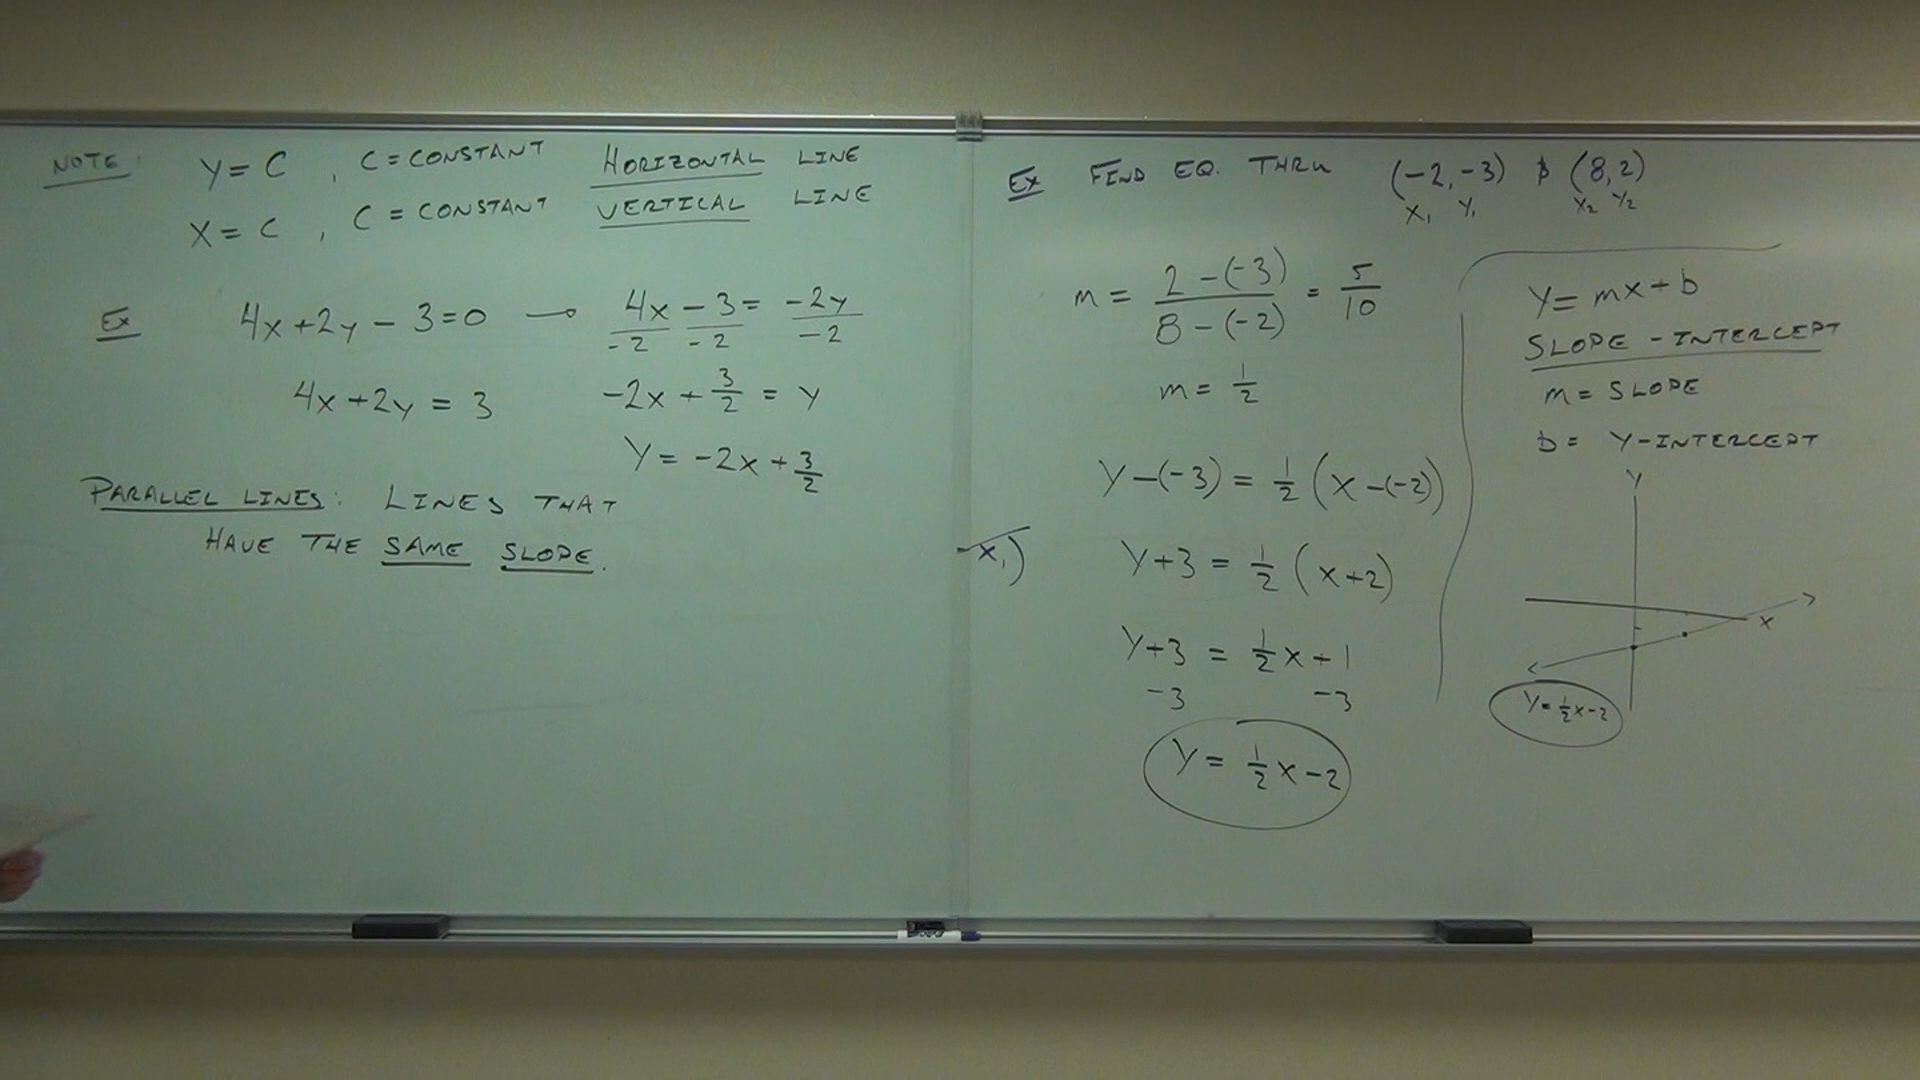 NOTE: Y = C , C = CONSTANT HORIZONTAL LINE
X = C , C = CONSTANT VERTICAL LINE
Ex 4x + 2y - 3 = 0 → 4x/-2 - 3/-2 = -2y/-2
4x + 2y = 3
-2x + 3/2 = y
Y = -2x + 3/2
PARALLEL LINES: LINES THAT
HAVE THE SAME SLOPE.
x₁)
Ex FIND EQ. THRU (-2,-3) & (8,2)
X₁ Y₁ X₂ Y₂
m = 2-(-3)/8-(-2) = 5/10
m = 1/2
Y-(-3) = 1/2 (x-(-2))
Y+3 = 1/2 (x+2)
Y+3 = 1/2 x + 1
-3 -3
Y = 1/2 x - 2
Y = mx + b
SLOPE - INTERCEPT
m = SLOPE
b = Y-INTERCEPT
Y
X
Y = 1/2 x - 2